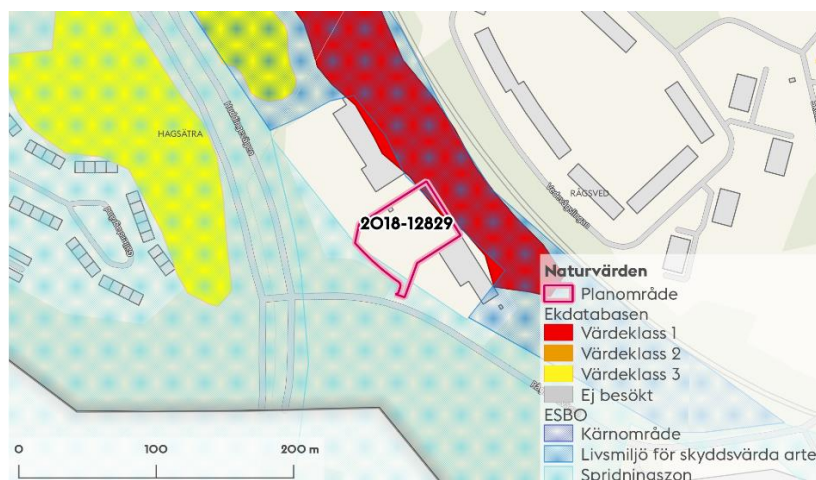 HAGSÄTRA
Huddingevägen
RÅGSVED
2018-12829
Naturvärden
Planområde
Ekdatabasen
Värdeklass 1
Värdeklass 2
Värdeklass 3
Ej besökt
ESBO
Kärnområde
Livsmiljö för skyddsvärda arte
Spridningszon
0 100 200 m